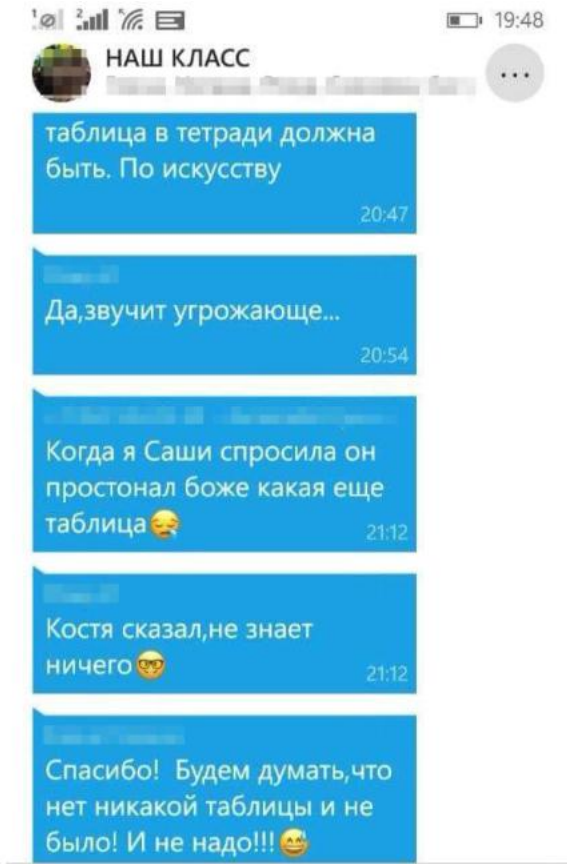 19:48
НАШ КЛАСС
таблица в тетради должна
быть. По искусству
20:47
Да,звучит угрожающе...
20:54
Когда я Саши спросила он
простонал боже какая еще
таблица😪
21:12
Костя сказал,не знает
ничего🤓
21:12
Спасибо! Будем думать,что
нет никакой таблицы и не
было! И не надо!!!😅